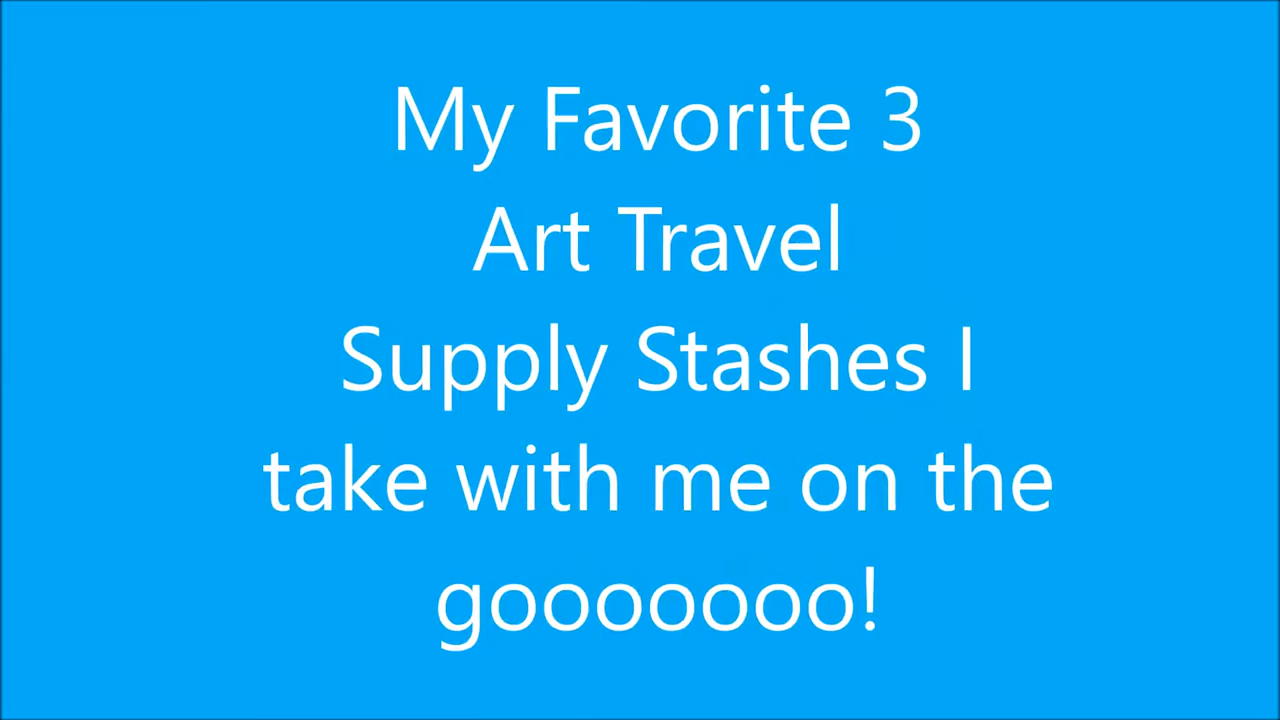 My Favorite 3
Art Travel
Supply Stashes I
take with me on the
gooooooo!